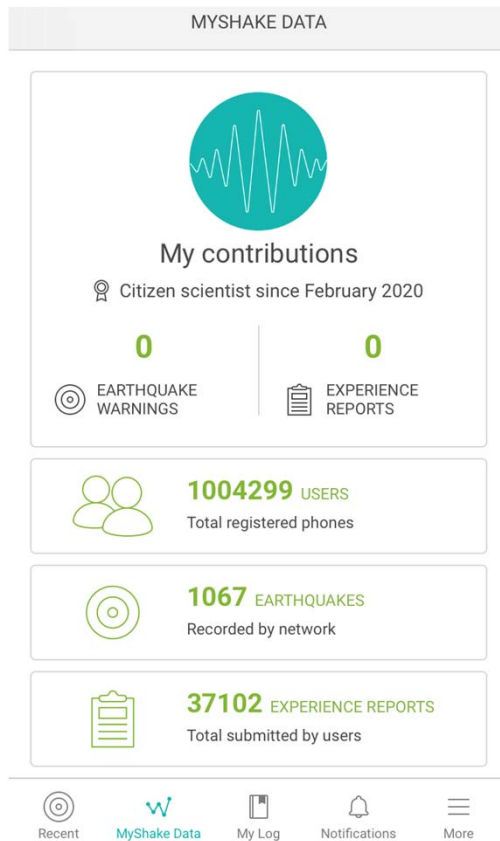 MYSHAKE DATA
My contributions
Citizen scientist since February 2020
0
EARTHQUAKE
WARNINGS
0
EXPERIENCE
REPORTS
1004299 USERS
Total registered phones
1067 EARTHQUAKES
Recorded by network
37102 EXPERIENCE REPORTS
Total submitted by users
Recent MyShake Data My Log Notifications More